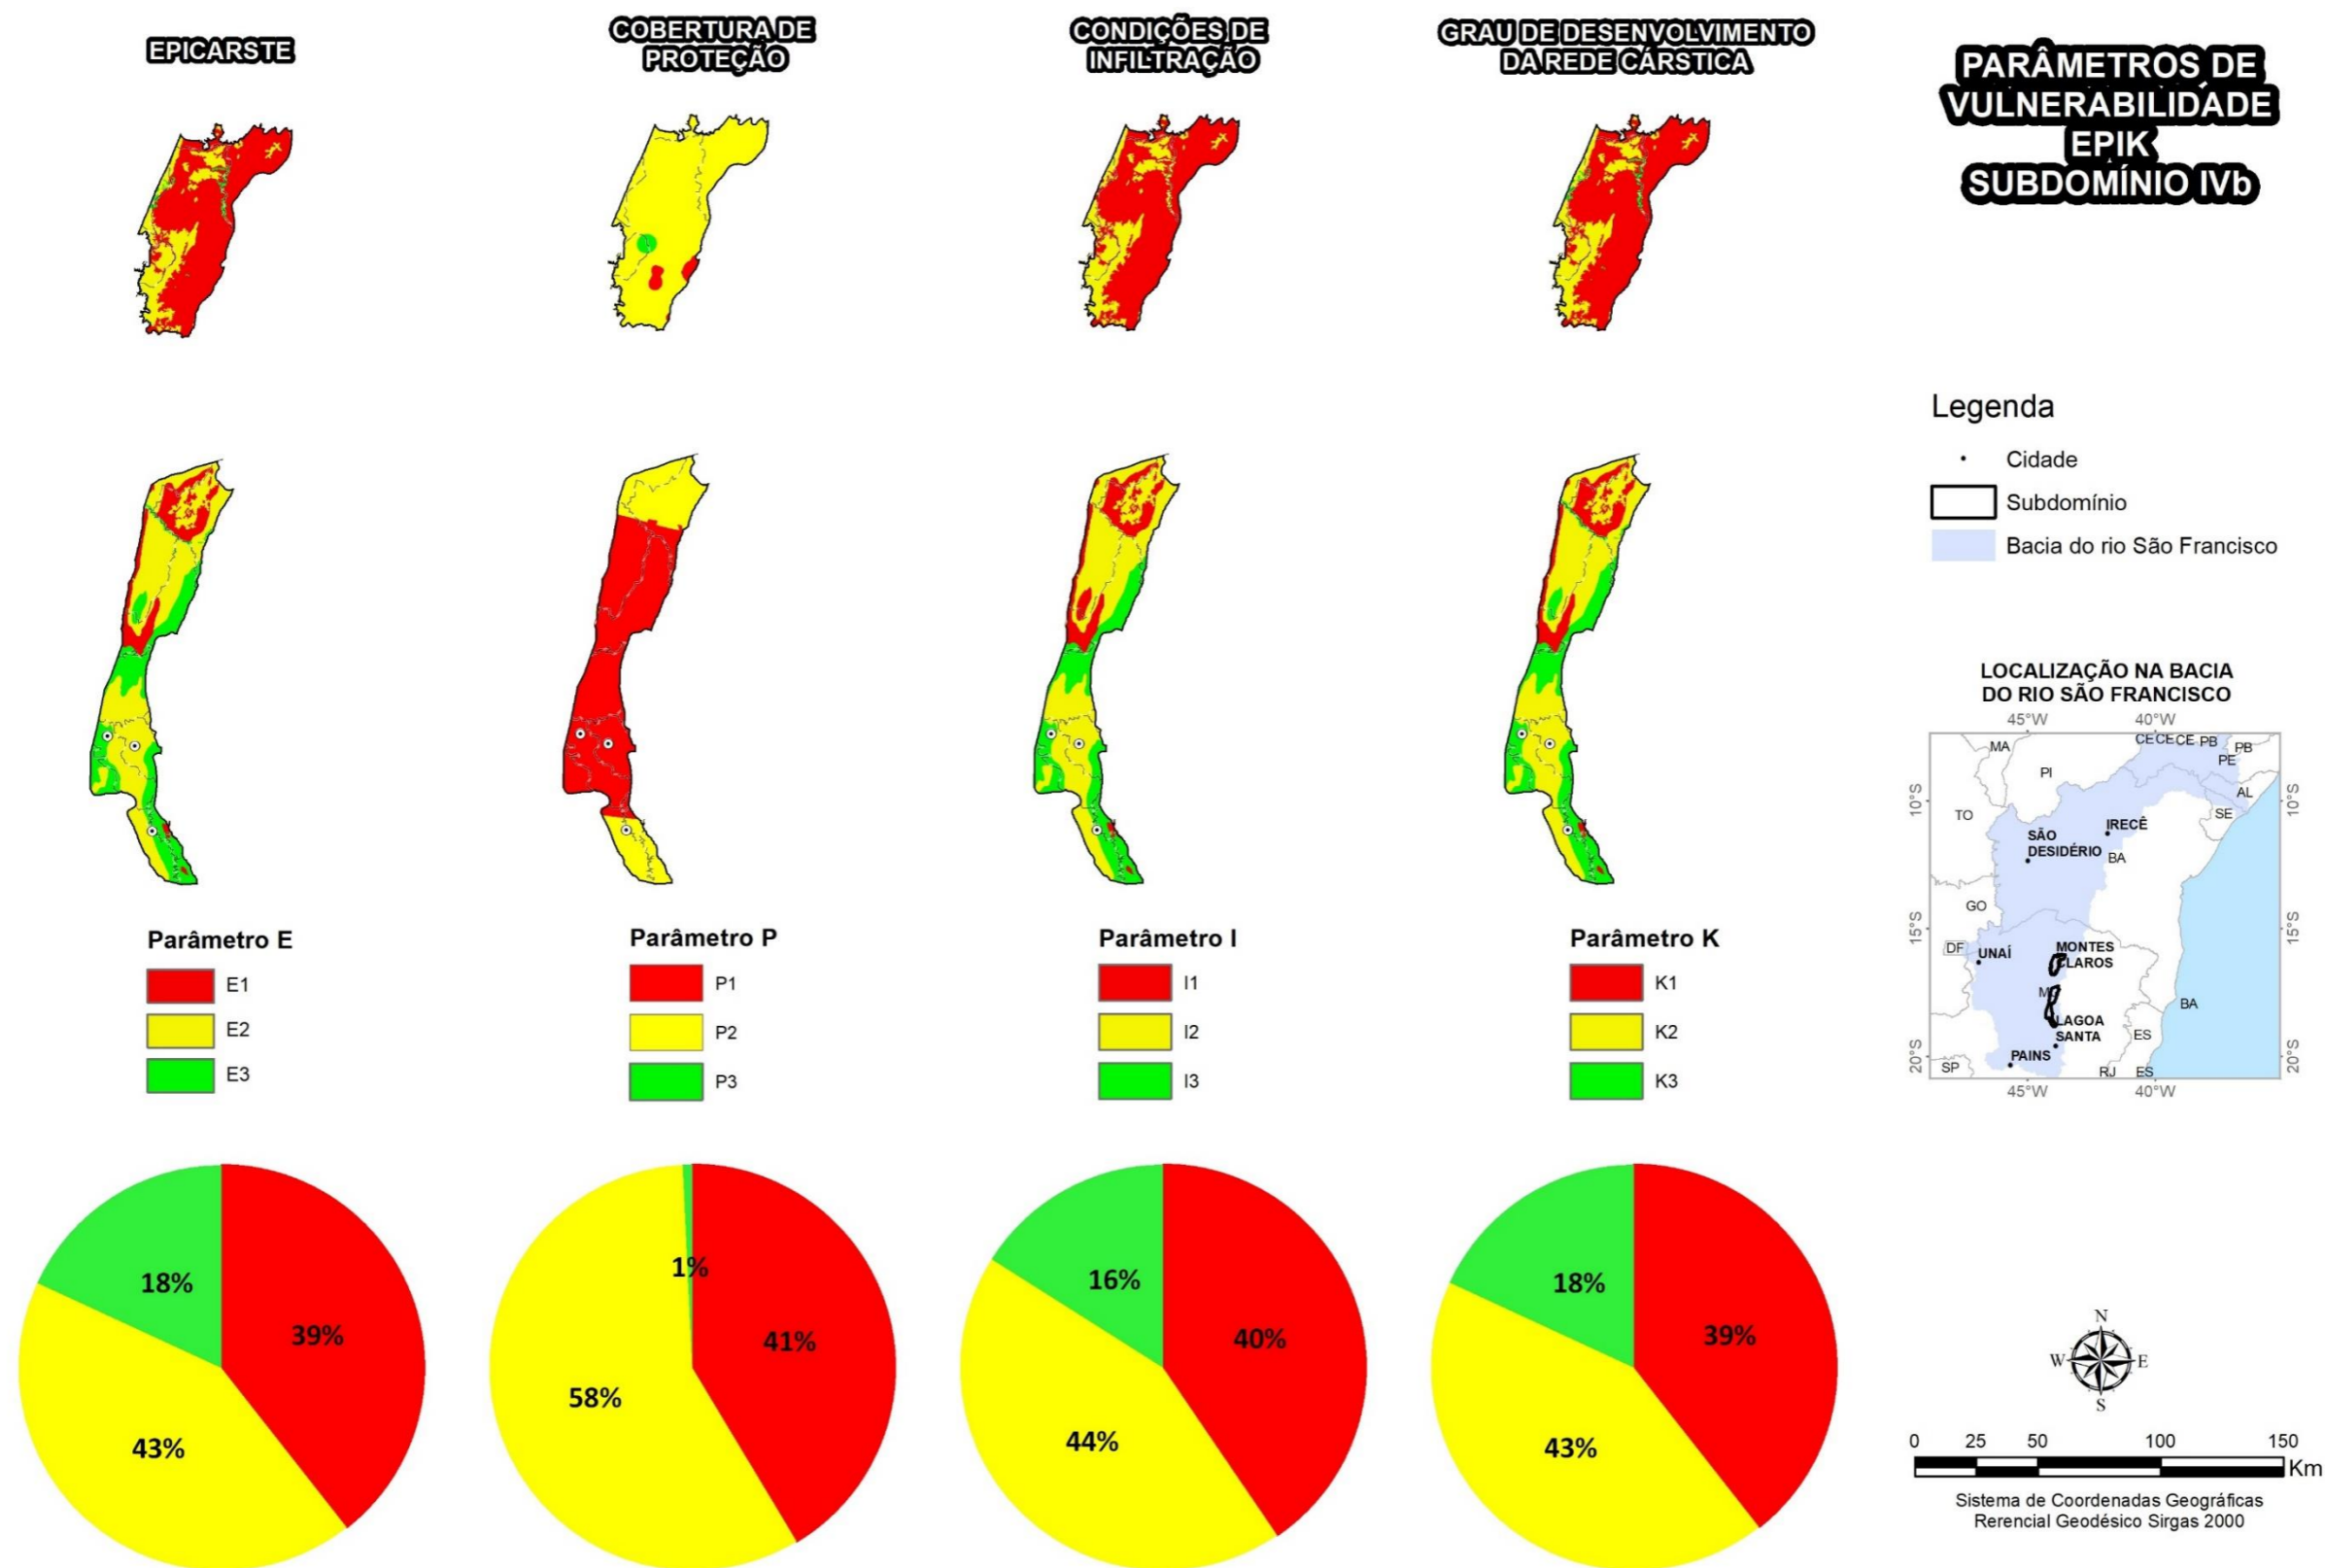 EPICARSTE
COBERTURA DE
PROTEÇÃO
CONDIÇÕES DE
INFILTRAÇÃO
GRAU DE DESENVOLVIMENTO
DA REDE CÁRSTICA
PARÂMETROS DE
VULNERABILIDADE
EPIK
SUBDOMÍNIO IVb
Legenda
Cidade
Subdomínio
Bacia do rio São Francisco
LOCALIZAÇÃO NA BACIA
DO RIO SÃO FRANCISCO
45°W 40°W
MA CE CE CE PB PB
PE
PI
AL
10°S 10°S
TO SE
IRECÊ
SÃO
DESIDÉRIO BA
GO
15°S 15°S
DF UNAÍ MONTES
CLAROS
BA
LAGOA
SANTA ES
PAINS
20°S 20°S
SP RJ ES
45°W 40°W
Parâmetro E
E1
E2
E3
Parâmetro P
P1
P2
P3
Parâmetro I
I1
I2
I3
Parâmetro K
K1
K2
K3
18%
39%
43%
1%
41%
58%
16%
40%
44%
18%
39%
43%
N
W E
S
0 25 50 100 150
Km
Sistema de Coordenadas Geográficas
Rerencial Geodésico Sirgas 2000